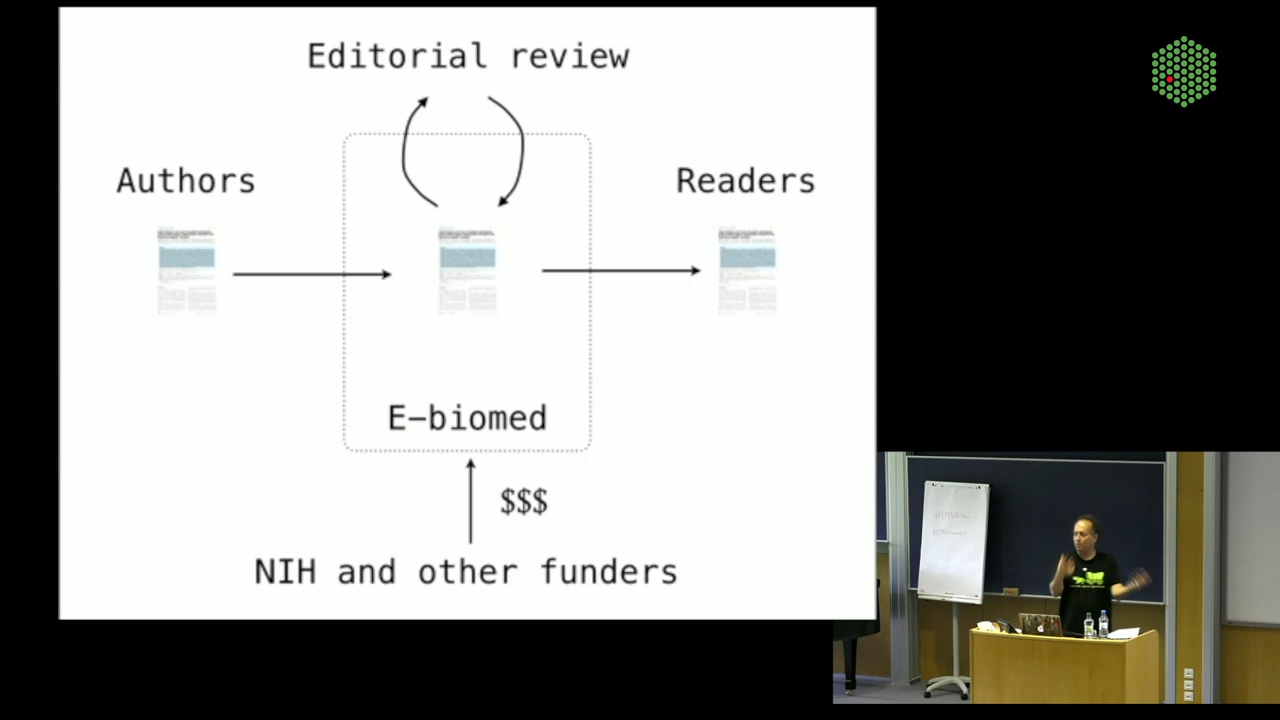 Editorial review
Authors
Readers
E-biomed
$$$
NIH and other funders